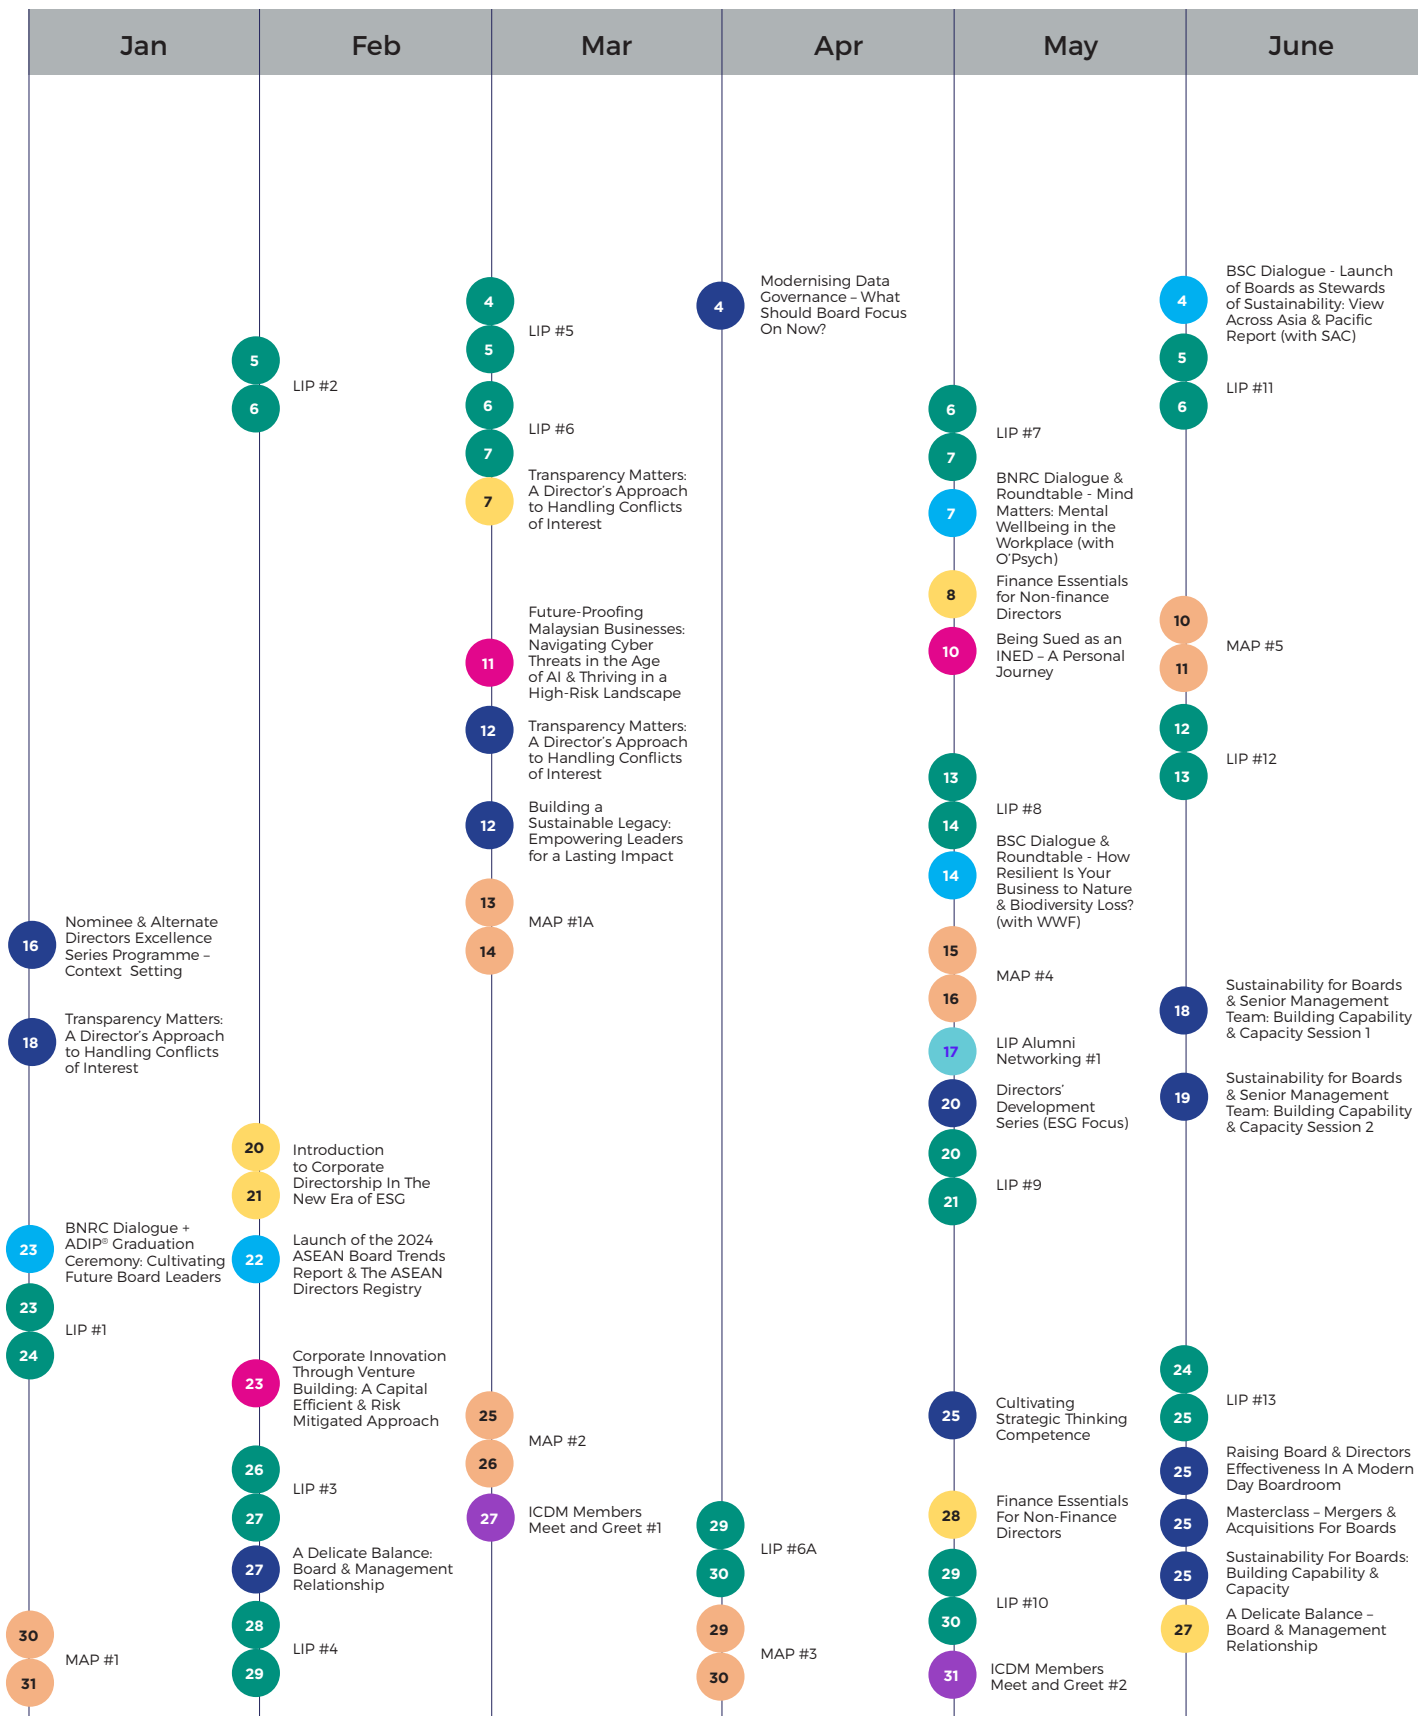 Jan
Feb
Mar
Apr
May
June
16
Nominee & Alternate
Directors Excellence
Series Programme –
Context Setting
18
Transparency Matters:
A Director's Approach
to Handling Conflicts
of Interest
23
BNRC Dialogue +
ADIP® Graduation
Ceremony: Cultivating
Future Board Leaders
23
24
LIP #1
30
31
MAP #1
5
6
LIP #2
20
21
Introduction
to Corporate
Directorship In The
New Era of ESG
22
Launch of the 2024
ASEAN Board Trends
Report & The ASEAN
Directors Registry
23
Corporate Innovation
Through Venture
Building: A Capital
Efficient & Risk
Mitigated Approach
26
27
LIP #3
27
A Delicate Balance:
Board & Management
Relationship
28
29
LIP #4
4
5
LIP #5
6
7
LIP #6
7
Transparency Matters:
A Director's Approach
to Handling Conflicts
of Interest
11
Future-Proofing
Malaysian Businesses:
Navigating Cyber
Threats in the Age
of AI & Thriving in a
High-Risk Landscape
12
Transparency Matters:
A Director's Approach
to Handling Conflicts
of Interest
12
Building a
Sustainable Legacy:
Empowering Leaders
for a Lasting Impact
13
14
MAP #1A
25
26
MAP #2
27
ICDM Members
Meet and Greet #1
4
Modernising Data
Governance – What
Should Board Focus
On Now?
29
30
LIP #6A
29
30
MAP #3
6
7
LIP #7
7
BNRC Dialogue &
Roundtable - Mind
Matters: Mental
Wellbeing in the
Workplace (with
O'Psych)
8
Finance Essentials
for Non-finance
Directors
10
Being Sued as an
INED – A Personal
Journey
13
14
LIP #8
14
BSC Dialogue &
Roundtable - How
Resilient Is Your
Business to Nature
& Biodiversity Loss?
(with WWF)
15
16
MAP #4
17
LIP Alumni
Networking #1
20
Directors'
Development
Series (ESG Focus)
20
21
LIP #9
25
Cultivating
Strategic Thinking
Competence
28
Finance Essentials
For Non-Finance
Directors
29
30
LIP #10
31
ICDM Members
Meet and Greet #2
4
BSC Dialogue - Launch
of Boards as Stewards
of Sustainability: View
Across Asia & Pacific
Report (with SAC)
5
6
LIP #11
10
11
MAP #5
12
13
LIP #12
18
Sustainability for Boards
& Senior Management
Team: Building Capability
& Capacity Session 1
19
Sustainability for Boards
& Senior Management
Team: Building Capability
& Capacity Session 2
24
25
LIP #13
25
Raising Board & Directors
Effectiveness In A Modern
Day Boardroom
25
Masterclass – Mergers &
Acquisitions For Boards
25
Sustainability For Boards:
Building Capability &
Capacity
27
A Delicate Balance –
Board & Management
Relationship